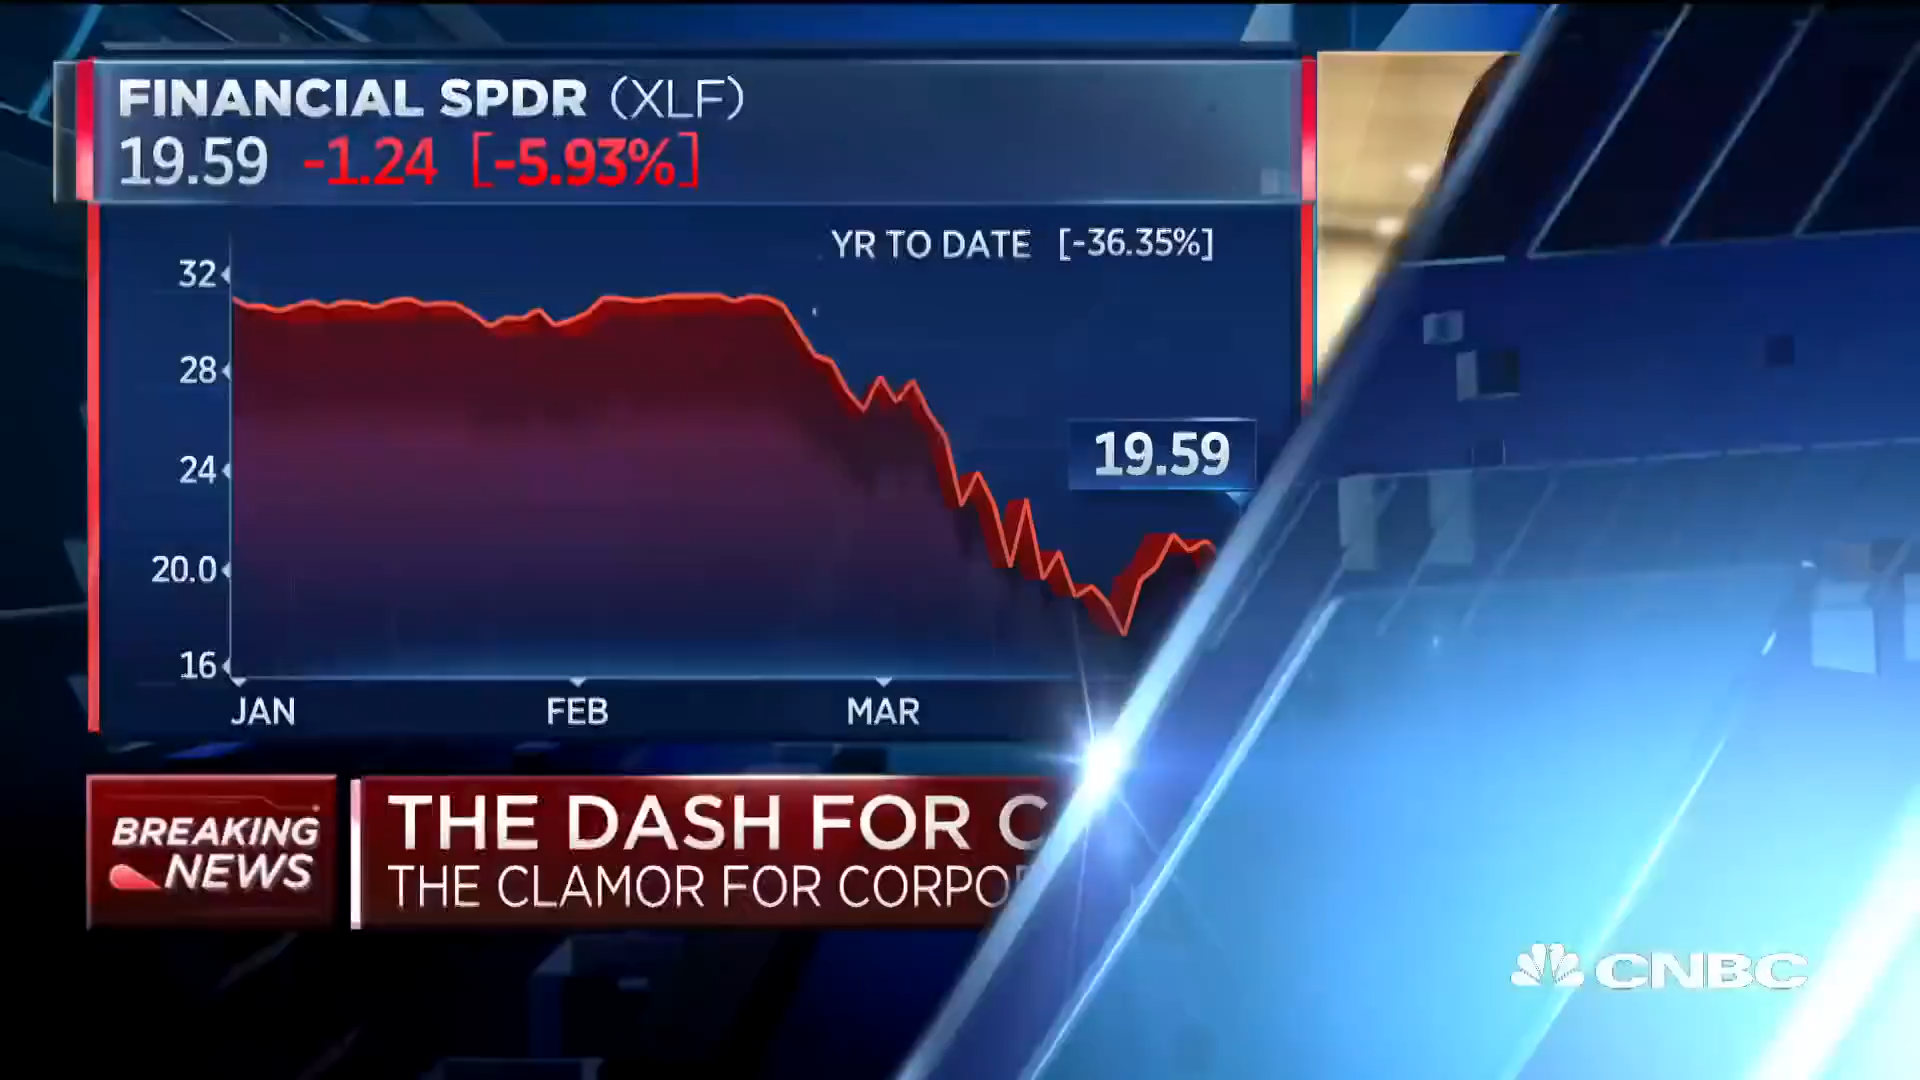 FINANCIAL SPDR (XLF)
19.59 -1.24 [-5.93%]
YR TO DATE [-36.35%]
32
28
24
20.0
16
19.59
JAN FEB MAR
BREAKING
NEWS
THE DASH FOR
THE CLAMOR FOR
CNBC